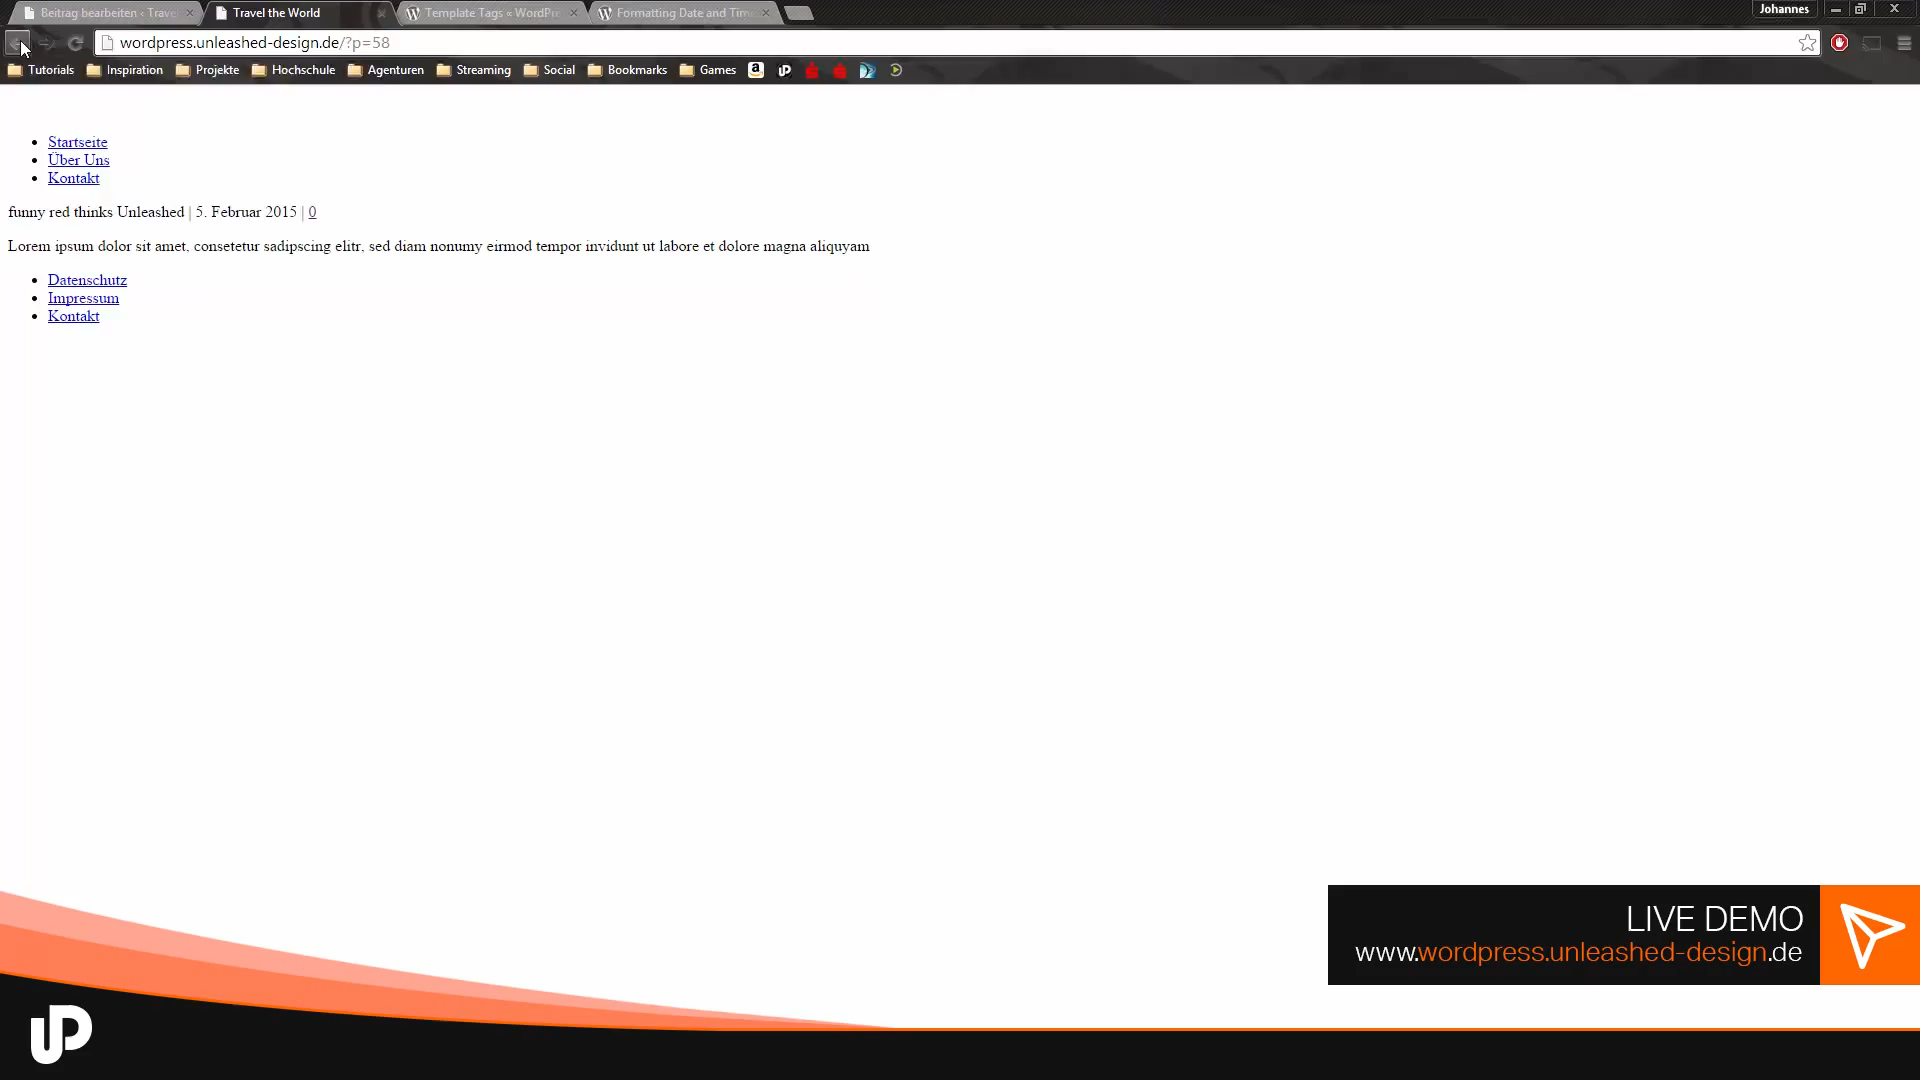 Beitrag bearbeiten ‹ Trave
Travel the World
Template Tags « WordPre
Formatting Date and Tim
Johannes
wordpress.unleashed-design.de/?p=58
Tutorials
Inspiration
Projekte
Hochschule
Agenturen
Streaming
Social
Bookmarks
Games
Startseite
Über Uns
Kontakt
funny red thinks Unleashed | 5. Februar 2015 | 0
Lorem ipsum dolor sit amet, consetetur sadipscing elitr, sed diam nonumy eirmod tempor invidunt ut labore et dolore magna aliquyam
Datenschutz
Impressum
Kontakt
LIVE DEMO
www.wordpress.unleashed-design.de
UP